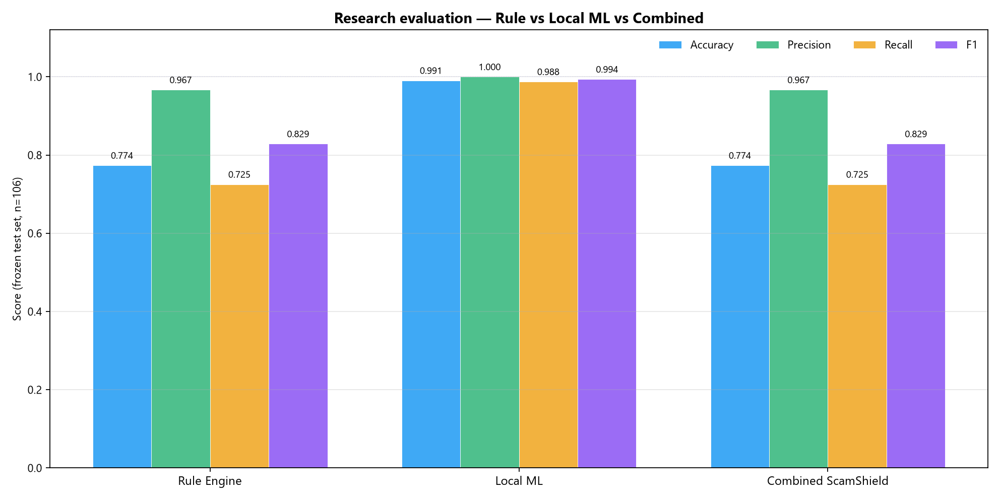 Research evaluation — Rule vs Local ML vs Combined
Accuracy Precision Recall F1
Score (frozen test set, n=106)
1.0
0.8
0.6
0.4
0.2
0.0
0.774 0.967 0.725 0.829
0.991 1.000 0.988 0.994
0.774 0.967 0.725 0.829
Rule Engine Local ML Combined ScamShield